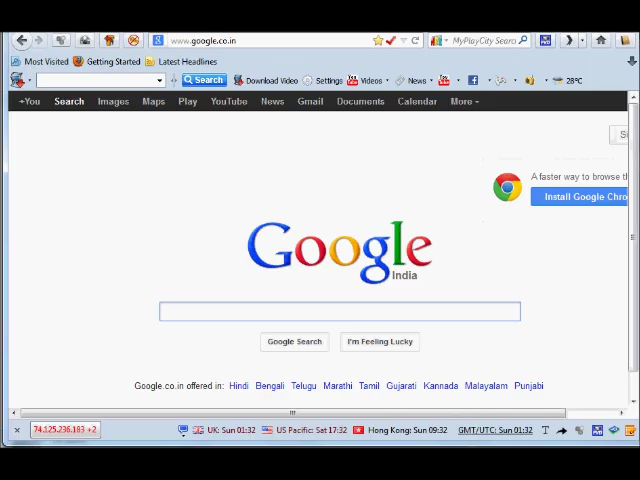 www.google.co.in MyPlayCity Search
Most Visited Getting Started Latest Headlines
Search Download Video Settings Videos News 28°C
+You Search Images Maps Play YouTube News Gmail Documents Calendar More
A faster way to browse th
Install Google Chro
Google
India
Google Search I'm Feeling Lucky
Google.co.in offered in: Hindi Bengali Telugu Marathi Tamil Gujarati Kannada Malayalam Punjabi
74.125.236.183 +2 UK: Sun 01:32 US Pacific: Sat 17:32 Hong Kong: Sun 09:32 GMT/UTC: Sun 01:32